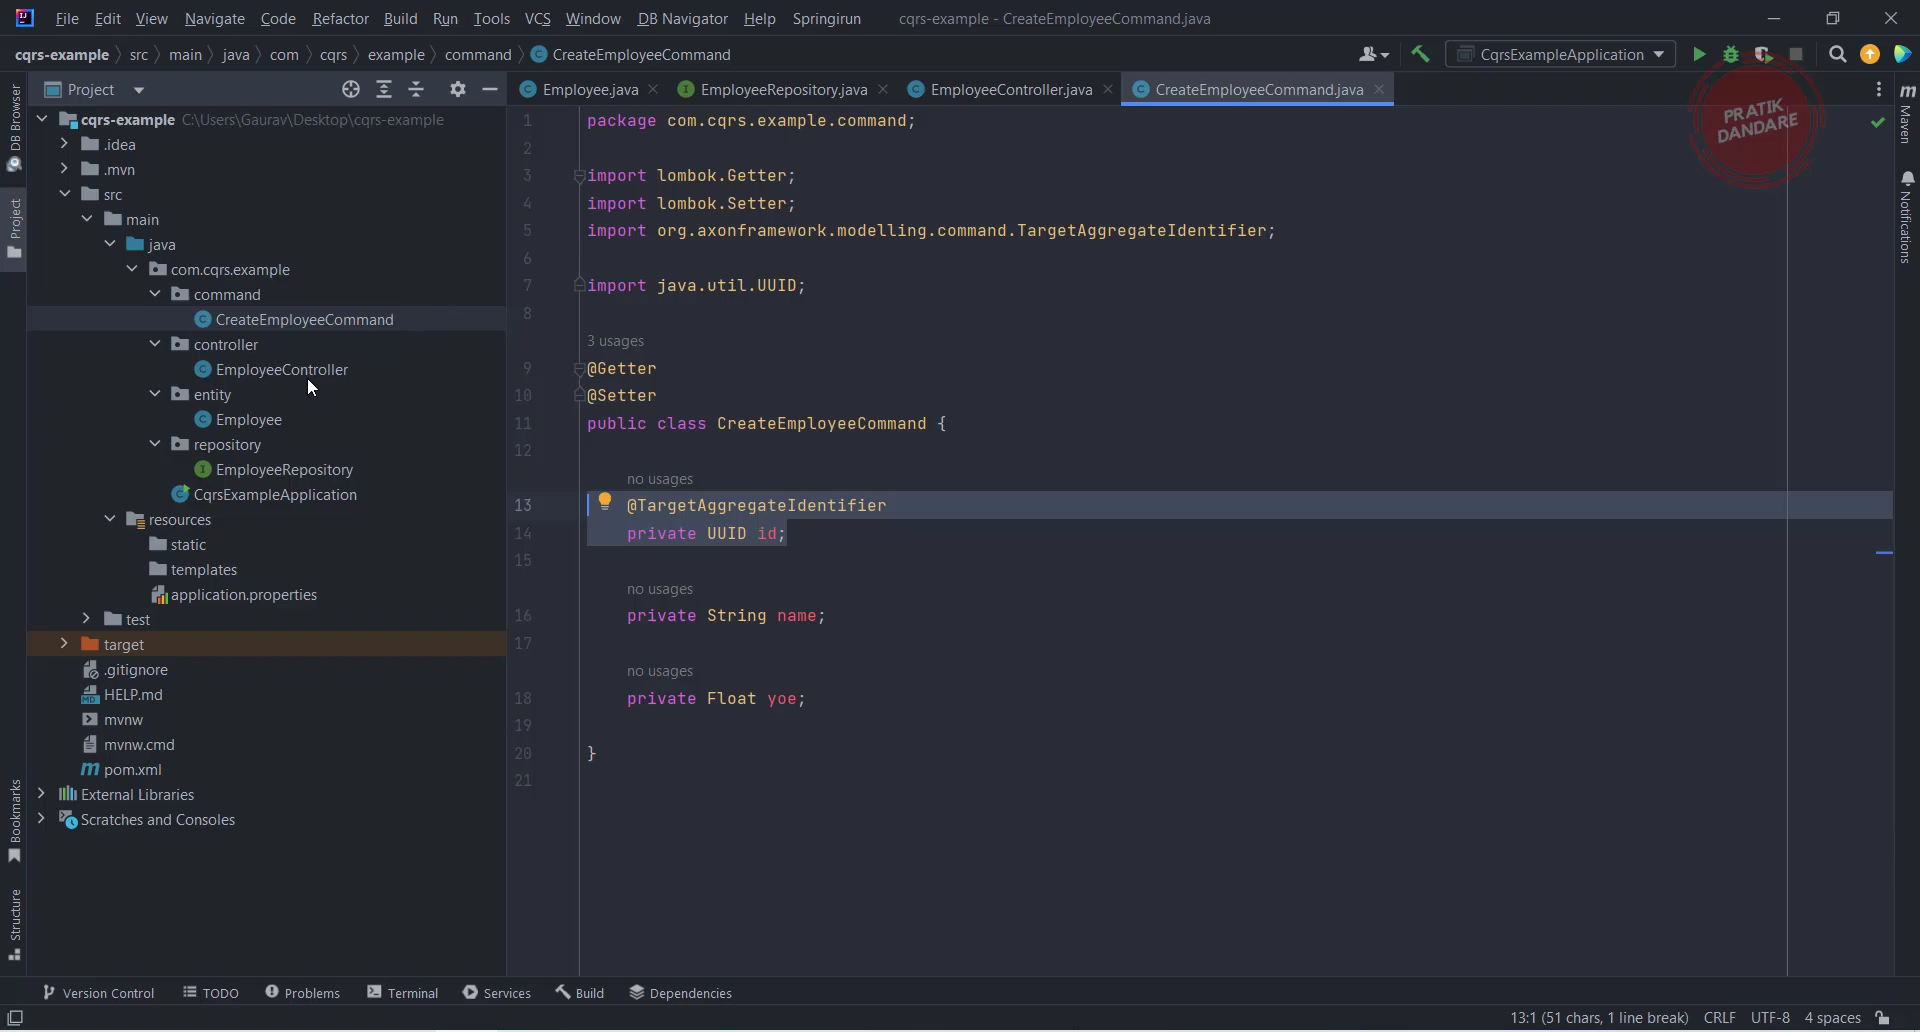 File Edit View Navigate Code Refactor Build Run Tools VCS Window DB Navigator Help Springirun cqrs-example - CreateEmployeeCommand.java
cqrs-example src main java com cqrs example command CreateEmployeeCommand CqrsExampleApplication
Project
Employee.java EmployeeRepository.java EmployeeController.java CreateEmployeeCommand.java
DB Browser
Project
Bookmarks
Structure
cqrs-example C:\Users\Gaurav\Desktop\cqrs-example
.idea
.mvn
src
main
java
com.cqrs.example
command
CreateEmployeeCommand
controller
EmployeeController
entity
Employee
repository
EmployeeRepository
CqrsExampleApplication
resources
static
templates
application.properties
test
target
.gitignore
HELP.md
mvnw
mvnw.cmd
pom.xml
External Libraries
Scratches and Consoles
1 package com.cqrs.example.command;
2
3 import lombok.Getter;
4 import lombok.Setter;
5 import org.axonframework.modelling.command.TargetAggregateIdentifier;
6
7 import java.util.UUID;
8
3 usages
9 @Getter
10 @Setter
11 public class CreateEmployeeCommand {
12
no usages
13 @TargetAggregateIdentifier
14 private UUID id;
15
no usages
16 private String name;
17
no usages
18 private Float yoe;
19
20 }
21
PRATIK
DANDARE
Maven
Notifications
Version Control TODO Problems Terminal Services Build Dependencies
13:1 (51 chars, 1 line break) CRLF UTF-8 4 spaces